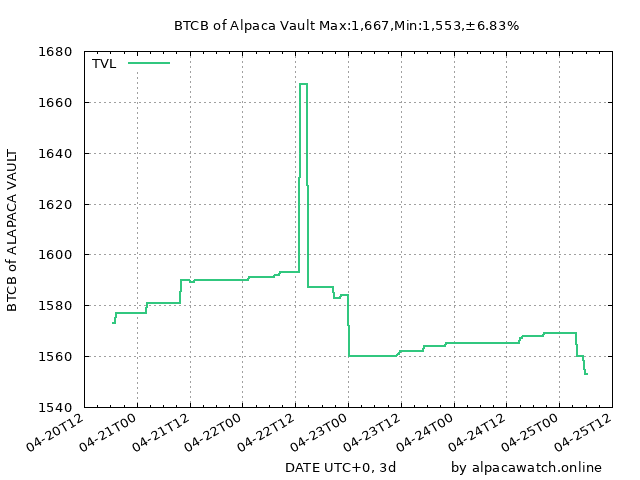 BTCB of Alpaca Vault Max:1,667,Min:1,553,±6.83%
TVL
BTCB of ALAPACA VAULT
1680
1660
1640
1620
1600
1580
1560
1540
04-20T12
04-21T00
04-21T12
04-22T00
04-22T12
04-23T00
04-23T12
04-24T00
04-24T12
04-25T00
04-25T12
DATE UTC+0, 3d
by alpacawatch.online